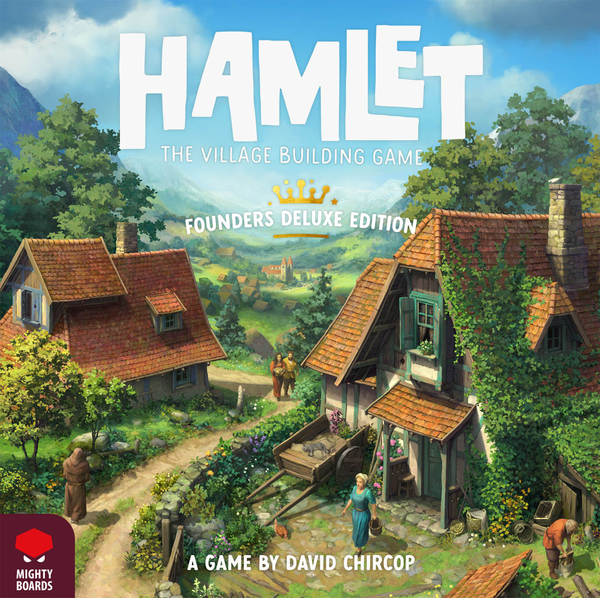 HAMLET
THE VILLAGE BUILDING GAME
FOUNDERS DELUXE EDITION
A GAME BY DAVID CHIRCOP
MIGHTY
BOARDS